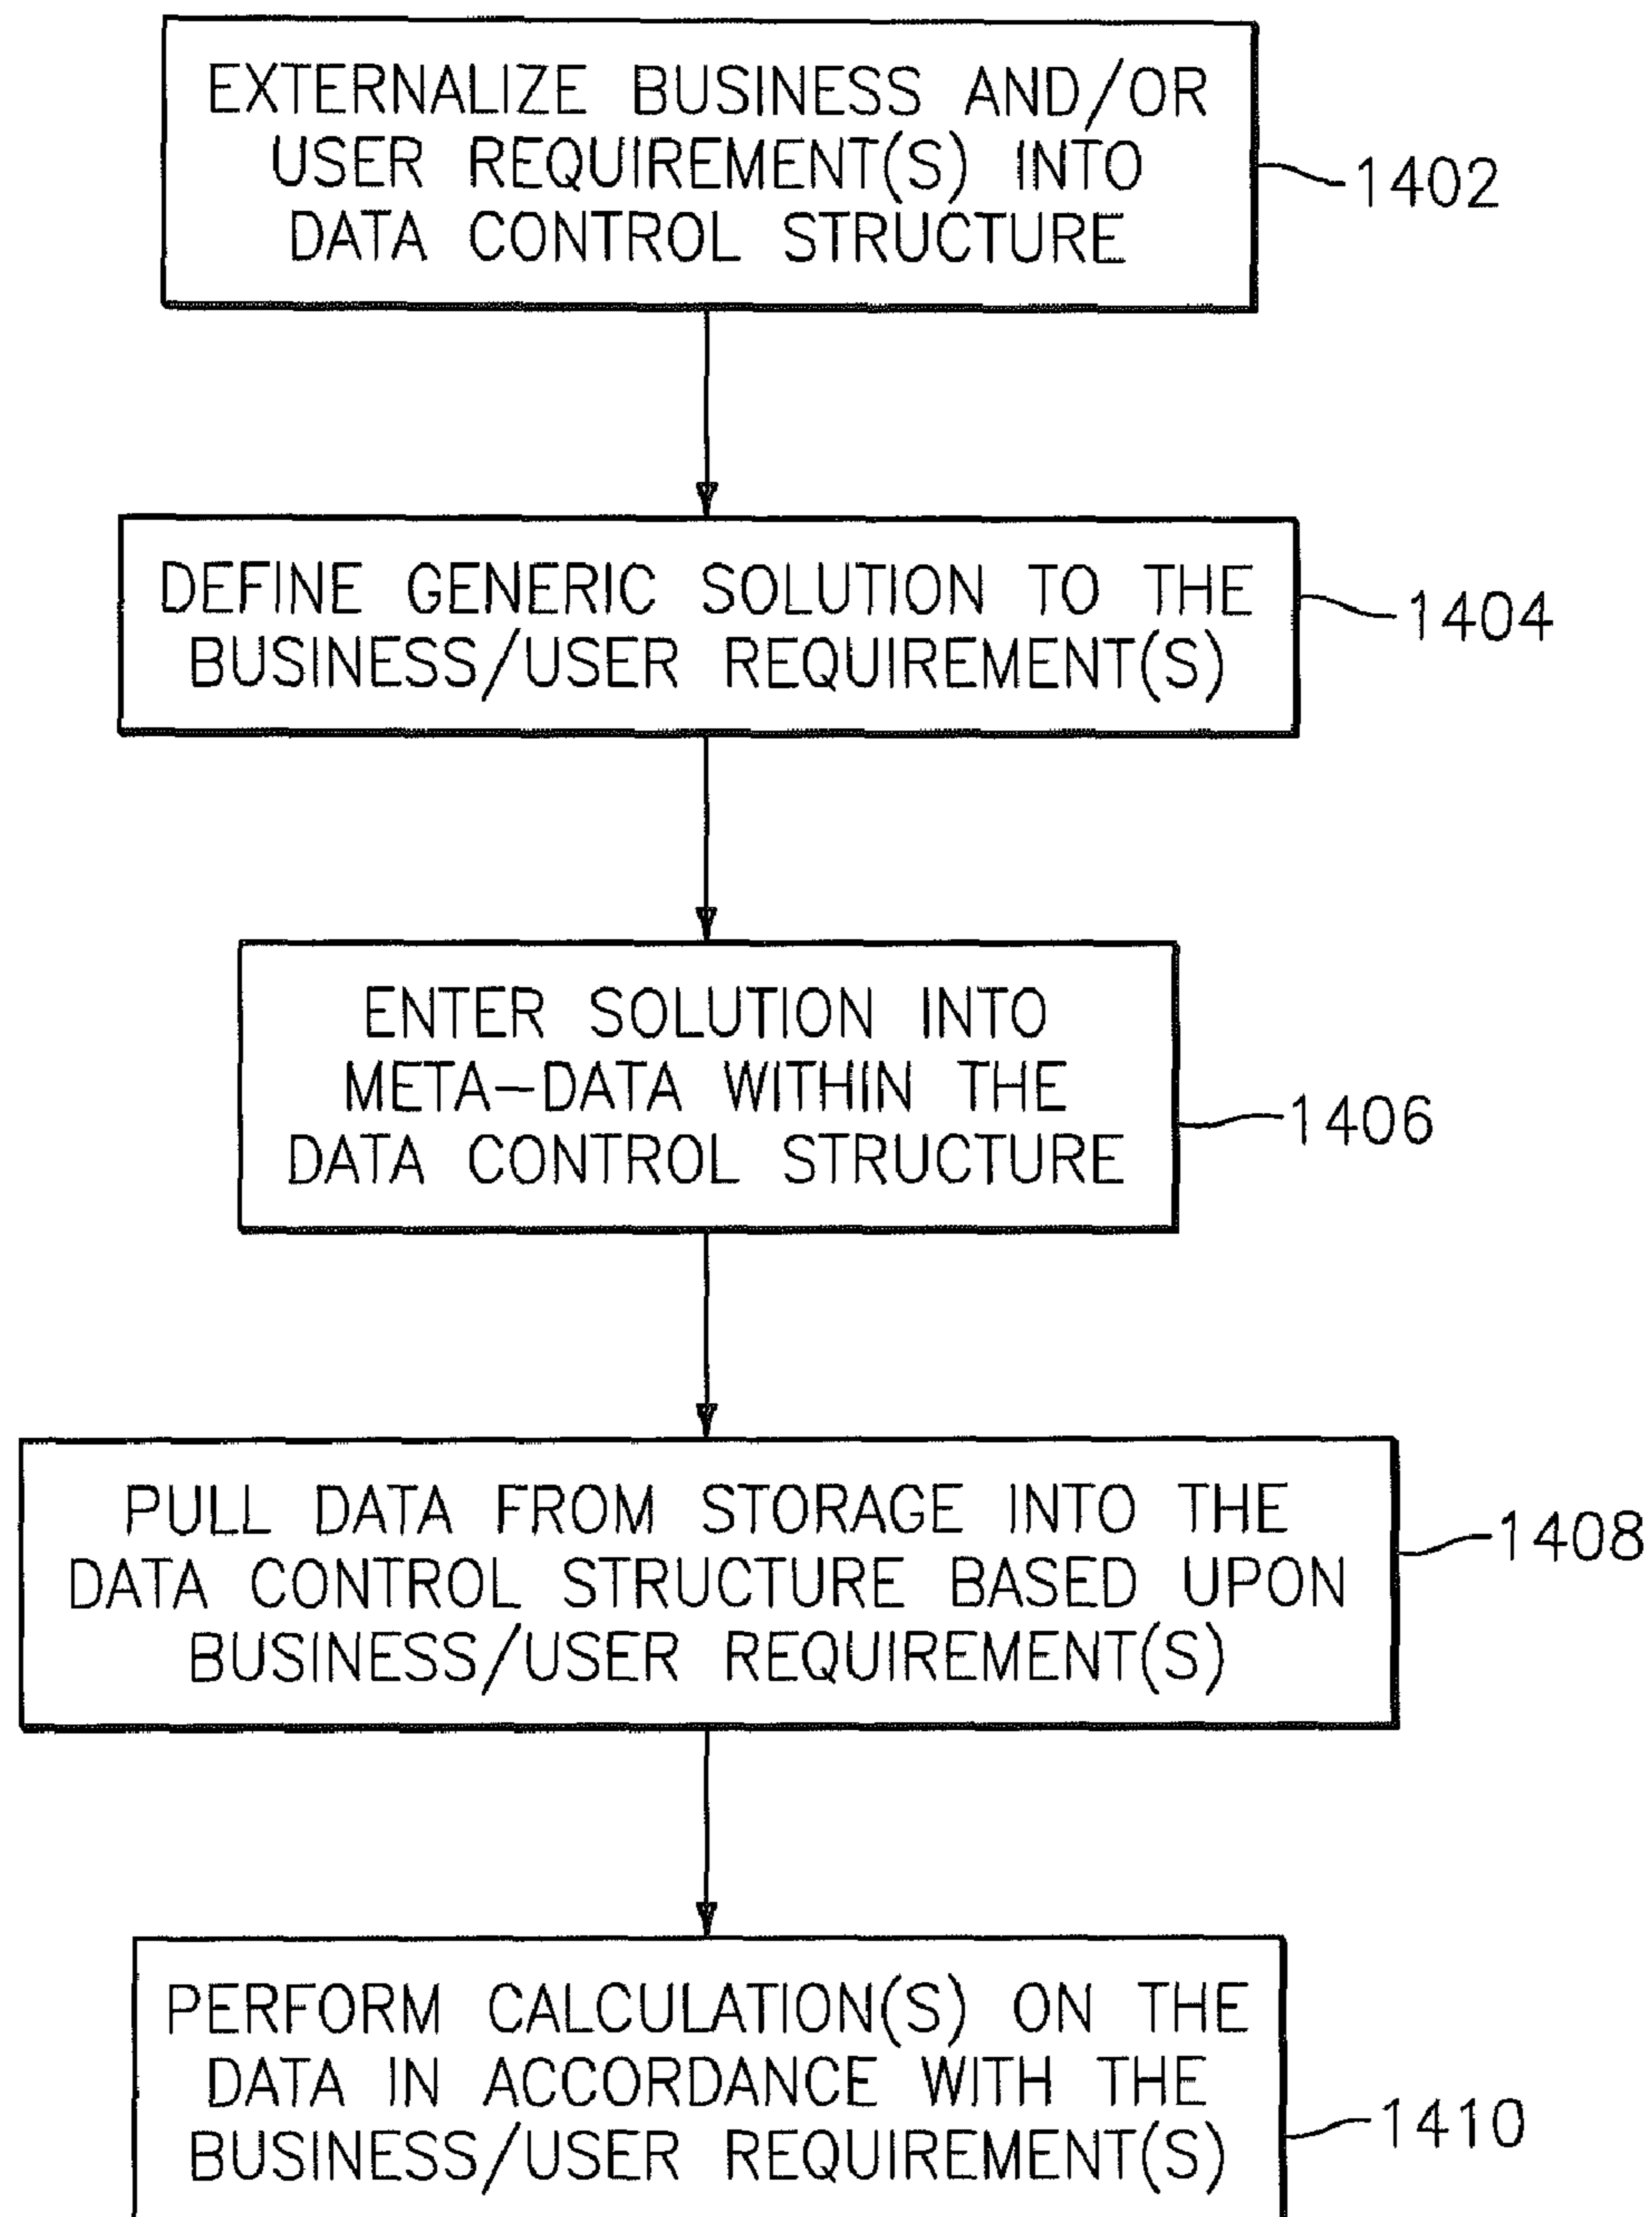 EXTERNALIZE BUSINESS AND/OR
USER REQUIREMENT(S) INTO
DATA CONTROL STRUCTURE
1402
DEFINE GENERIC SOLUTION TO THE
BUSINESS/USER REQUIREMENT(S)
1404
ENTER SOLUTION INTO
META-DATA WITHIN THE
DATA CONTROL STRUCTURE
1406
PULL DATA FROM STORAGE INTO THE
DATA CONTROL STRUCTURE BASED UPON
BUSINESS/USER REQUIREMENT(S)
1408
PERFORM CALCULATION(S) ON THE
DATA IN ACCORDANCE WITH THE
BUSINESS/USER REQUIREMENT(S)
1410